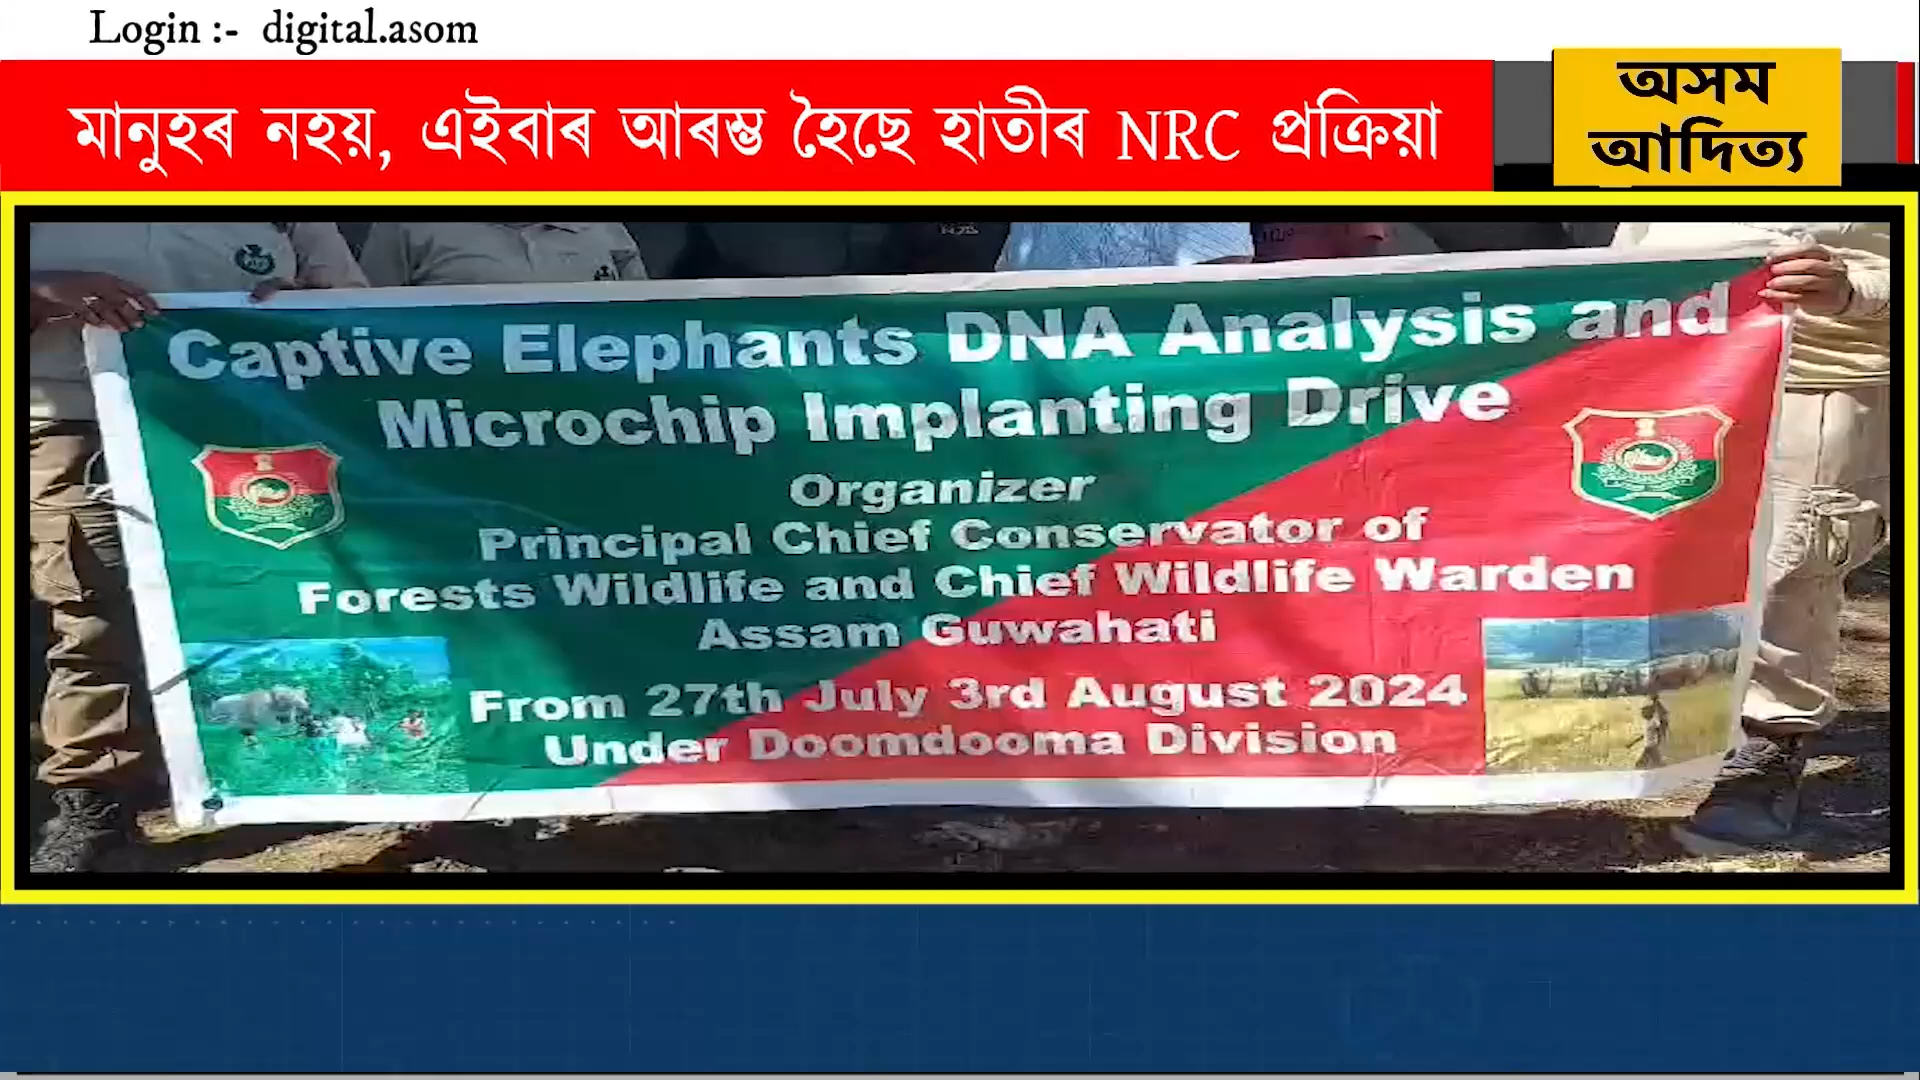 Login :- digital.asom
মানুহৰ নহয়, এইবাৰ আৰম্ভ হৈছে হাতীৰ NRC প্ৰক্ৰিয়া
অসম
আদিত্য
Captive Elephants DNA Analysis and
Microchip Implanting Drive
Organizer
Principal Chief Conservator of
Forests Wildlife and Chief Wildlife Warden
Assam Guwahati
From 27th July 3rd August 2024
Under Doomdooma Division